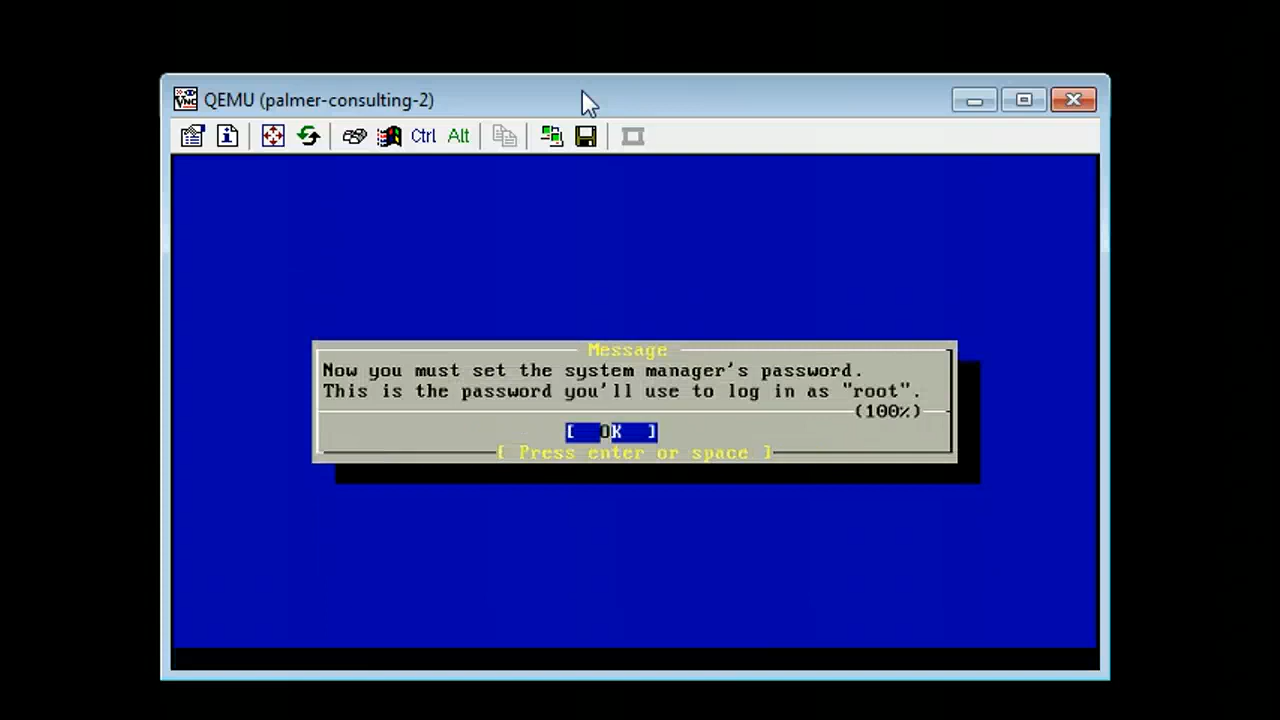 QEMU (palmer-consulting-2)
Ctrl Alt
Message
Now you must set the system manager's password.
This is the password you'll use to log in as "root".
(100%)
[ OK ]
[ Press enter or space ]